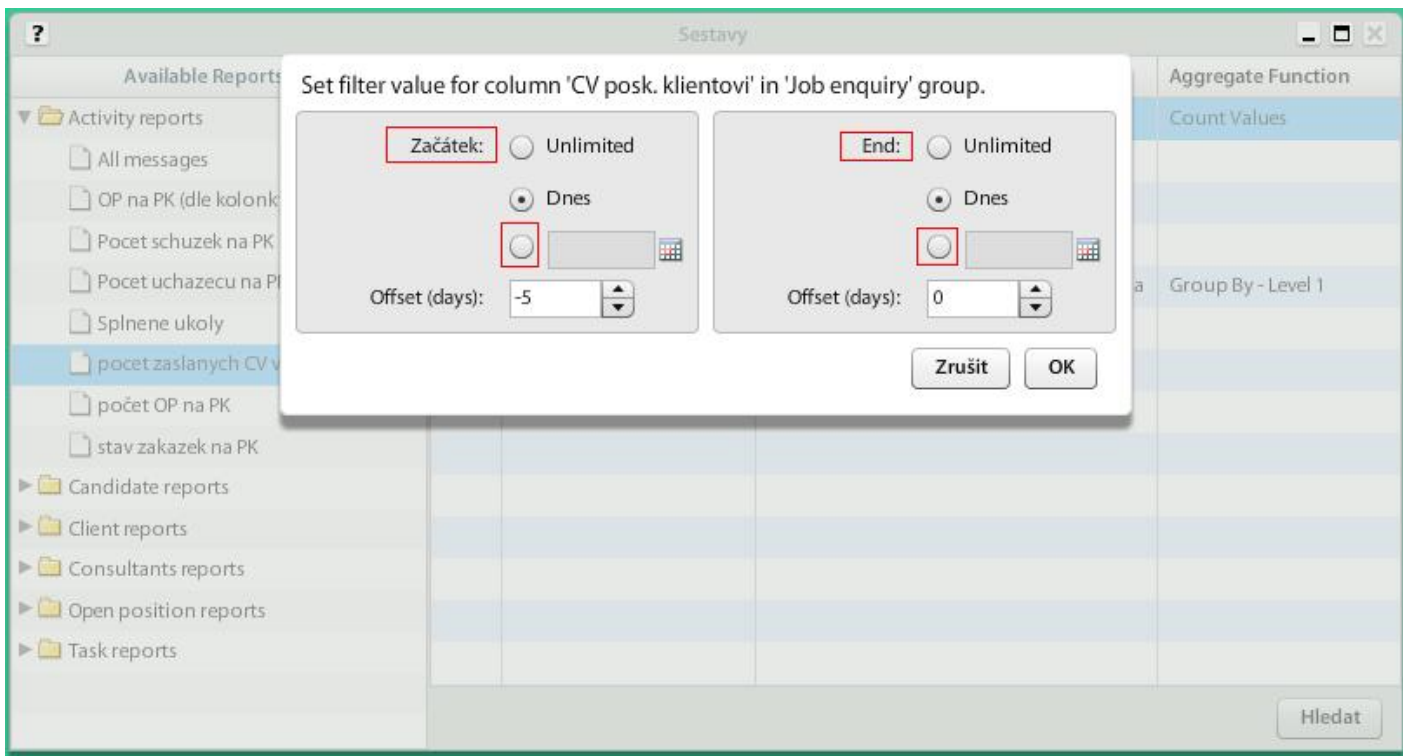 ?
Sestavy
Available Reports
Aggregate Function
Set filter value for column 'CV posk. klientovi' in 'Job enquiry' group.
Začátek:
Unlimited
Dnes
Offset (days):
-5
End:
Unlimited
Dnes
Offset (days):
0
Zrušit
OK
Activity reports
All messages
OP na PK (dle kolonk
Pocet schuzek na PK
Pocet uchazecu na
Splnene ukoly
pocet zaslanych CV
počet OP na PK
stav zakazek na PK
Candidate reports
Client reports
Consultants reports
Open position reports
Task reports
Count Values
a
Group By - Level 1
Hledat